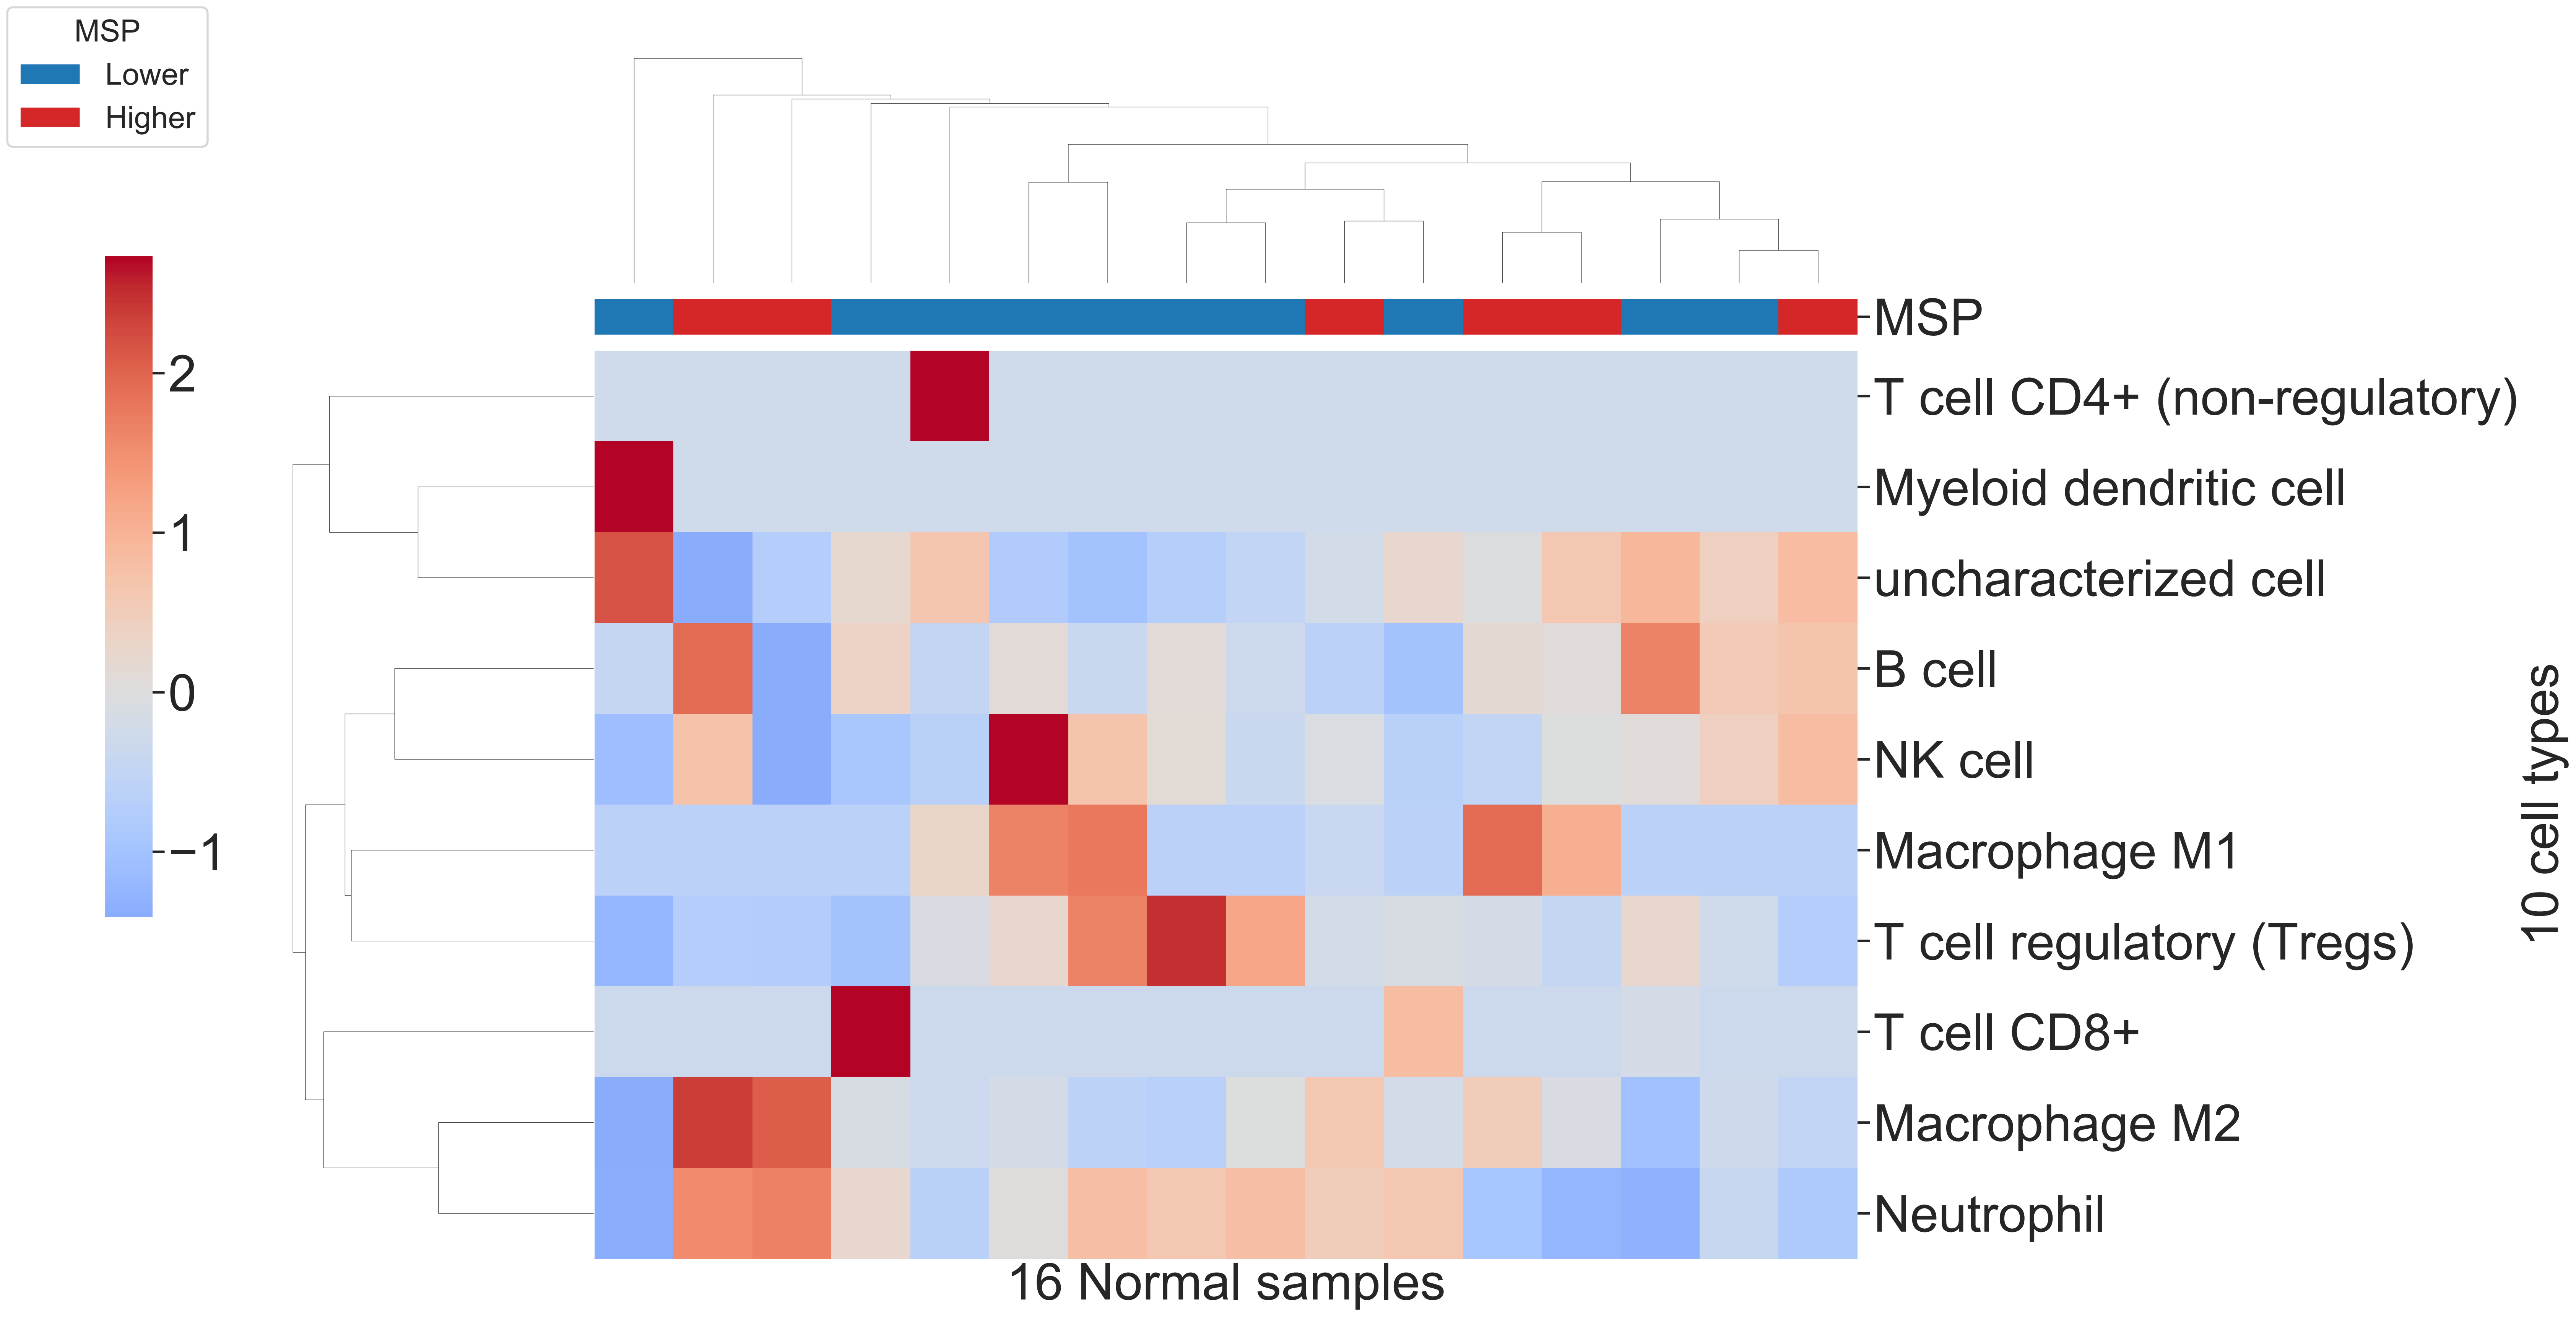 MSP
Lower
Higher
2
1
0
−1
MSP
T cell CD4+ (non-regulatory)
Myeloid dendritic cell
uncharacterized cell
B cell
NK cell
Macrophage M1
T cell regulatory (Tregs)
T cell CD8+
Macrophage M2
Neutrophil
10 cell types
16 Normal samples